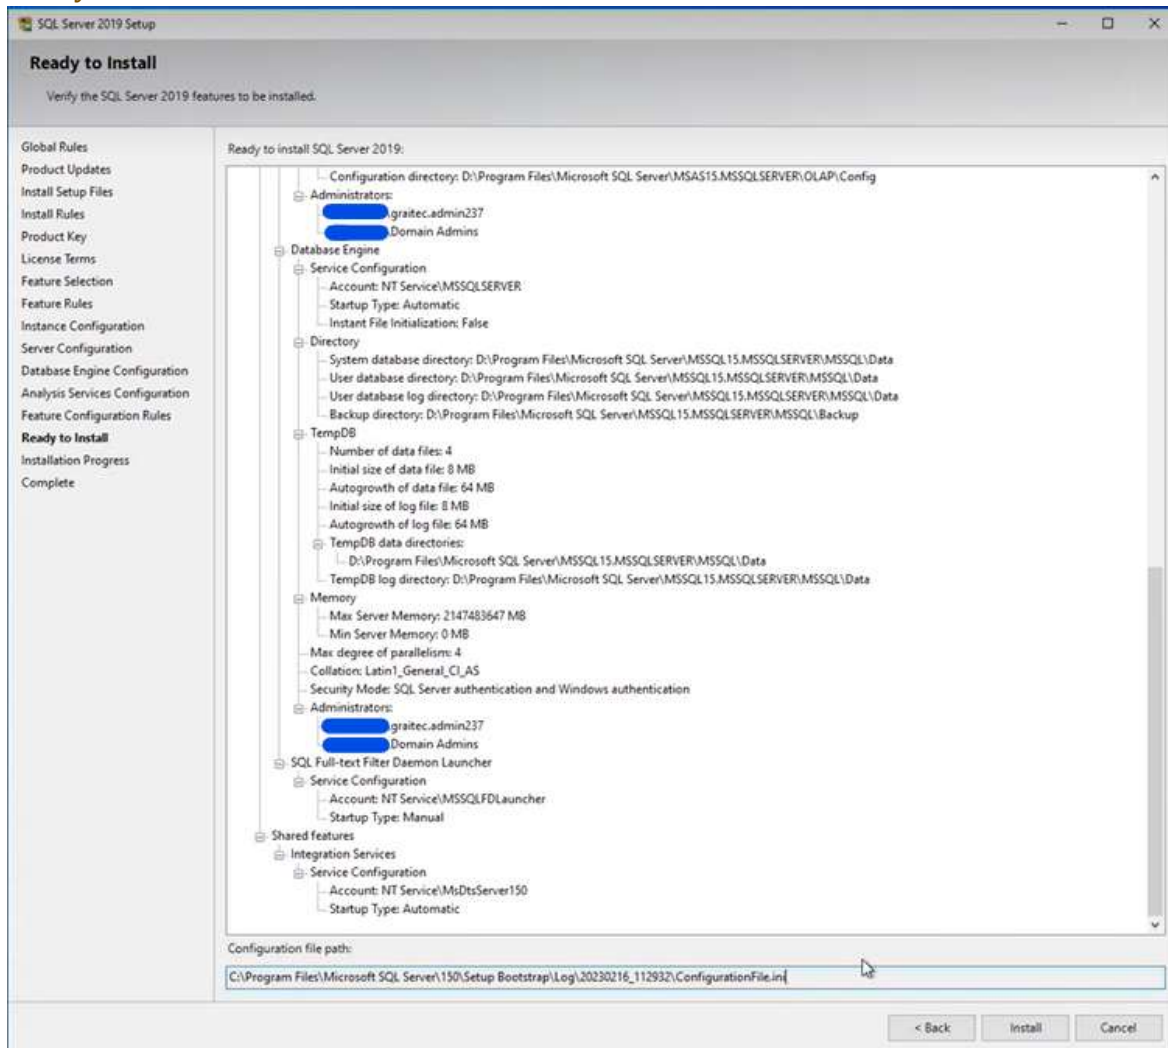 SQL Server 2019 Setup
Ready to Install
Verify the SQL Server 2019 features to be installed.
Global Rules
Product Updates
Install Setup Files
Install Rules
Product Key
License Terms
Feature Selection
Feature Rules
Instance Configuration
Server Configuration
Database Engine Configuration
Analysis Services Configuration
Feature Configuration Rules
Ready to Install
Installation Progress
Complete
Ready to install SQL Server 2019:
Configuration directory: D:\Program Files\Microsoft SQL Server\MSAS15.MSSQLSERVER\OLAP\Config
Administrators:
\graitec.admin237
\Domain Admins
Database Engine
Service Configuration
Account: NT Service\MSSQLSERVER
Startup Type: Automatic
Instant File Initialization: False
Directory
System database directory: D:\Program Files\Microsoft SQL Server\MSSQL15.MSSQLSERVER\MSSQL\Data
User database directory: D:\Program Files\Microsoft SQL Server\MSSQL15.MSSQLSERVER\MSSQL\Data
User database log directory: D:\Program Files\Microsoft SQL Server\MSSQL15.MSSQLSERVER\MSSQL\Data
Backup directory: D:\Program Files\Microsoft SQL Server\MSSQL15.MSSQLSERVER\MSSQL\Backup
TempDB
Number of data files: 4
Initial size of data file: 8 MB
Autogrowth of data file: 64 MB
Initial size of log file: 8 MB
Autogrowth of log file: 64 MB
TempDB data directories:
D:\Program Files\Microsoft SQL Server\MSSQL15.MSSQLSERVER\MSSQL\Data
TempDB log directory: D:\Program Files\Microsoft SQL Server\MSSQL15.MSSQLSERVER\MSSQL\Data
Memory
Max Server Memory: 2147483647 MB
Min Server Memory: 0 MB
Max degree of parallelism: 4
Collation: Latin1_General_CI_AS
Security Mode: SQL Server authentication and Windows authentication
Administrators:
graitec.admin237
Domain Admins
SQL Full-text Filter Daemon Launcher
Service Configuration
Account: NT Service\MSSQLFDLauncher
Startup Type: Manual
Shared features
Integration Services
Service Configuration
Account: NT Service\MsDtsServer150
Startup Type: Automatic
Configuration file path:
C:\Program Files\Microsoft SQL Server\150\Setup Bootstrap\Log\20230216_112932\ConfigurationFile.ini
< Back
Install
Cancel